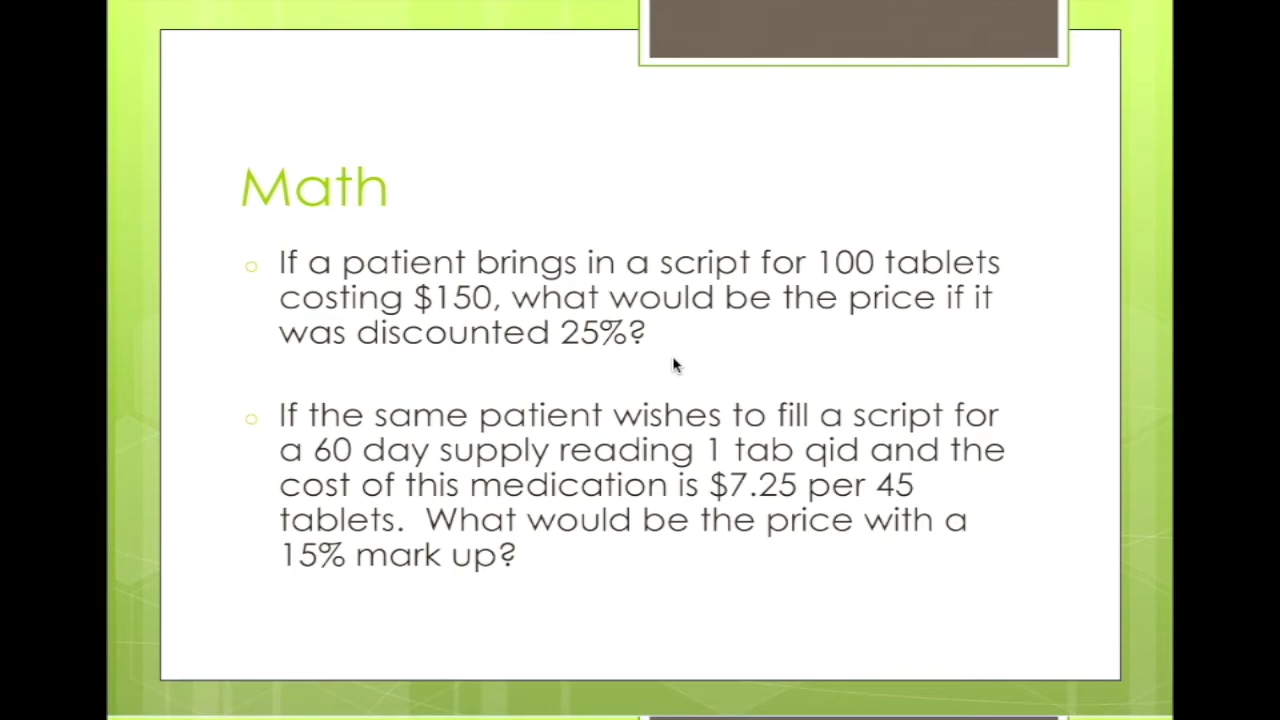 Math
If a patient brings in a script for 100 tablets
costing $150, what would be the price if it
was discounted 25%?
If the same patient wishes to fill a script for
a 60 day supply reading 1 tab qid and the
cost of this medication is $7.25 per 45
tablets.  What would be the price with a
15% mark up?